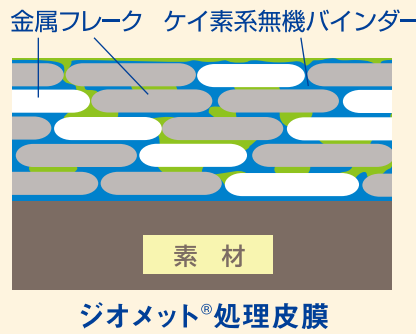 金属フレーク ケイ素系無機バインダー
素材
ジオメット®処理皮膜